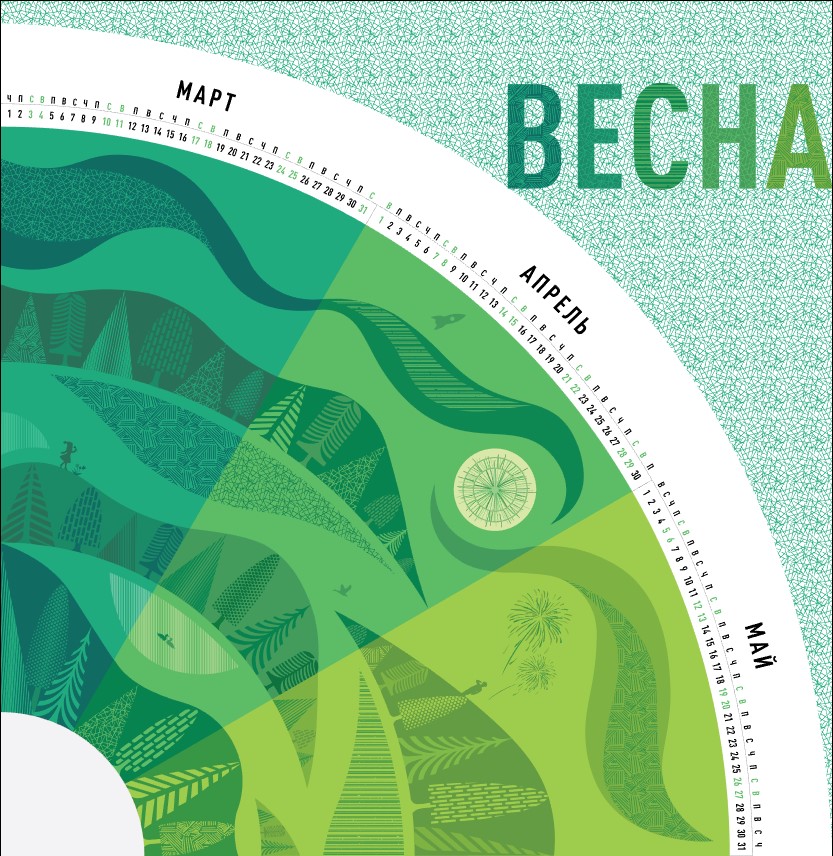 ВЕСНА
МАРТ
Ч П С В П В С Ч П С В П В С Ч П С В П В С Ч П С В П В С Ч П С
1 2 3 4 5 6 7 8 9 10 11 12 13 14 15 16 17 18 19 20 21 22 23 24 25 26 27 28 29 30 31
АПРЕЛЬ
В П В С Ч П С В П В С Ч П С В П В С Ч П С В П В С Ч П С В П
1 2 3 4 5 6 7 8 9 10 11 12 13 14 15 16 17 18 19 20 21 22 23 24 25 26 27 28 29 30
МАЙ
В С Ч П С В П В С Ч П С В П В С Ч П С В П В С Ч П С В П В С Ч
1 2 3 4 5 6 7 8 9 10 11 12 13 14 15 16 17 18 19 20 21 22 23 24 25 26 27 28 29 30 31